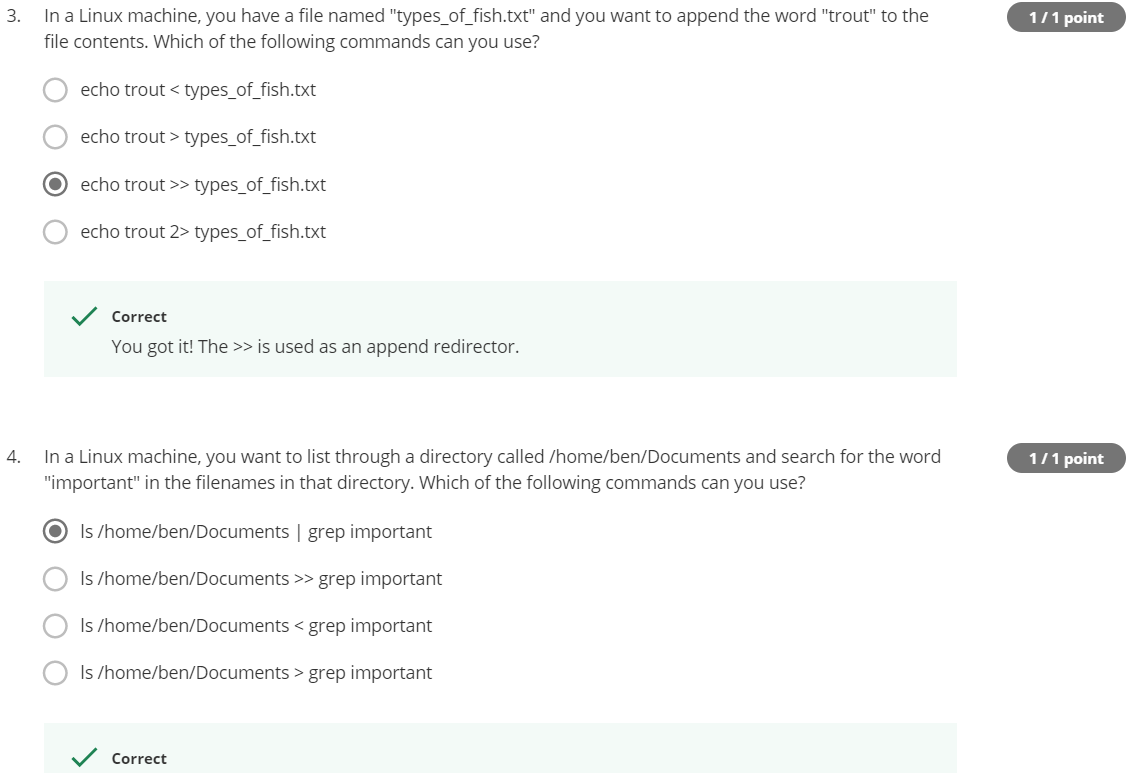 3. In a Linux machine, you have a file named "types_of_fish.txt" and you want to append the word "trout" to the
file contents. Which of the following commands can you use?
1 / 1 point
echo trout < types_of_fish.txt
echo trout > types_of_fish.txt
echo trout >> types_of_fish.txt
echo trout 2> types_of_fish.txt
Correct
You got it! The >> is used as an append redirector.
4. In a Linux machine, you want to list through a directory called /home/ben/Documents and search for the word
"important" in the filenames in that directory. Which of the following commands can you use?
1 / 1 point
ls /home/ben/Documents | grep important
ls /home/ben/Documents >> grep important
ls /home/ben/Documents < grep important
ls /home/ben/Documents > grep important
Correct